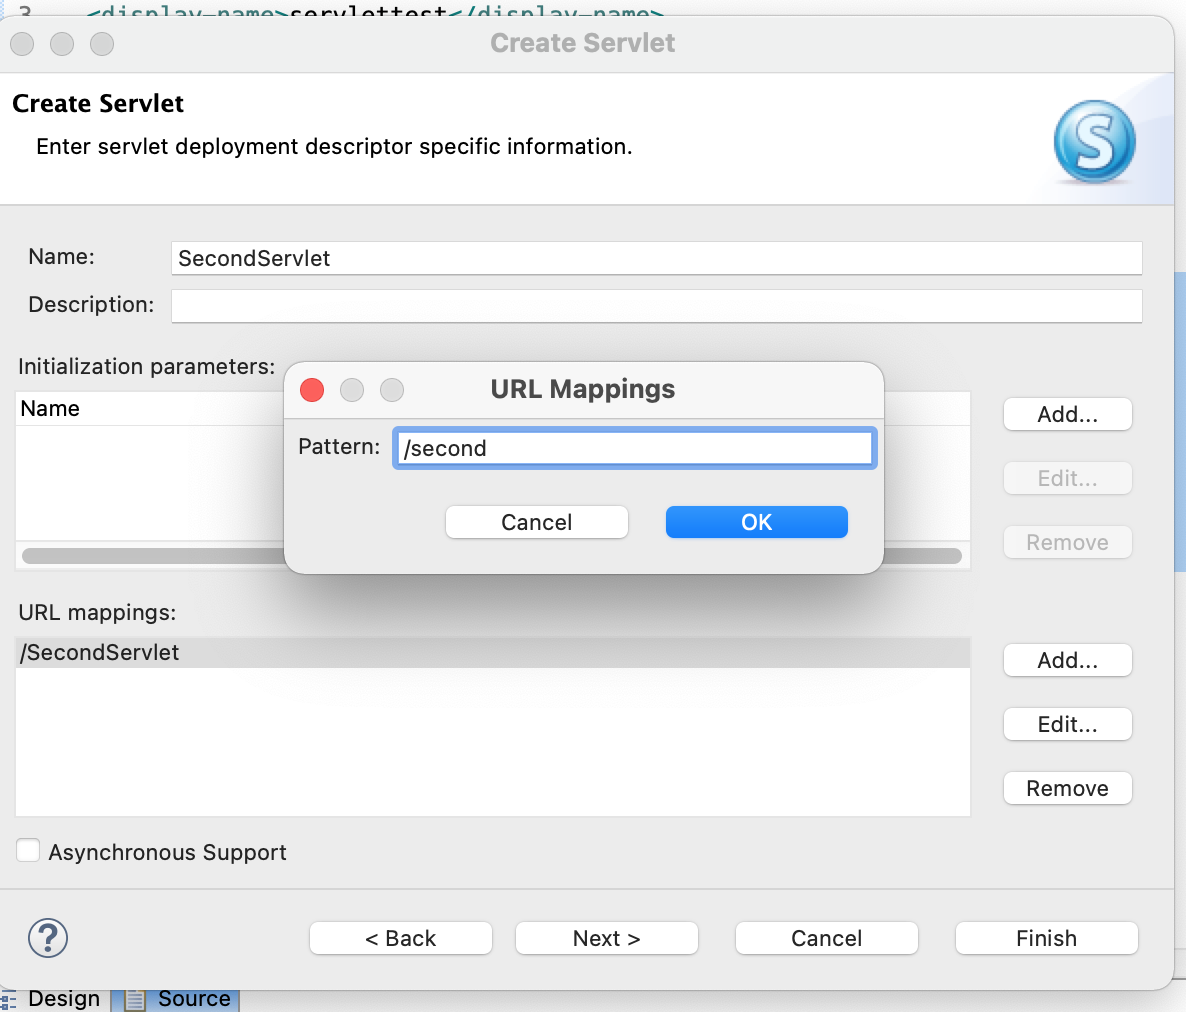 3 <display-name>servlettest</display-name>
Create Servlet
Create Servlet
Enter servlet deployment descriptor specific information.
Name: SecondServlet
Description:
Initialization parameters:
Name
Add...
Edit...
Remove
URL Mappings
Pattern: /second
Cancel OK
URL mappings:
/SecondServlet
Add...
Edit...
Remove
Asynchronous Support
? < Back Next > Cancel Finish
Design Source